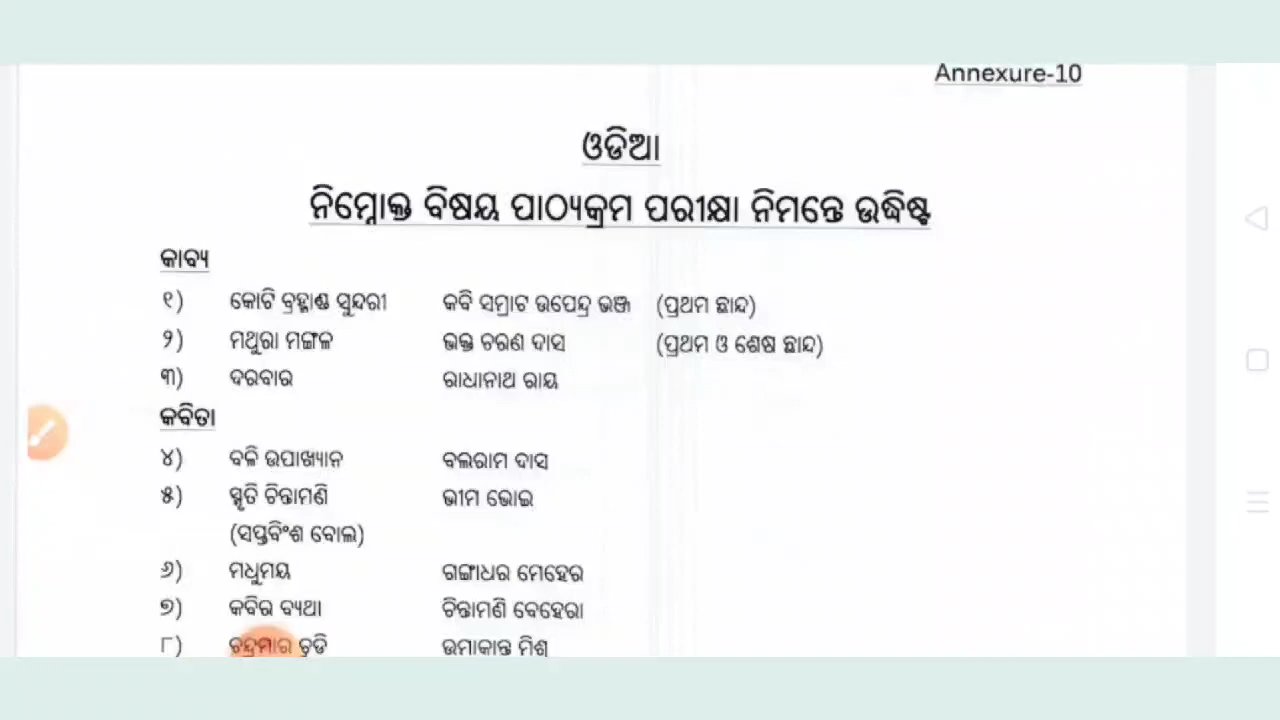 Annexure-10
ଓଡିଆ
ନିମ୍ନୋକ୍ତ ବିଷୟ ପାଠ୍ୟକ୍ରମ ପରୀକ୍ଷା ନିମନ୍ତେ ଉଦ୍ଧିଷ୍ଟ
କାବ୍ୟ
୧) କୋଟି ବ୍ରହ୍ମାଣ୍ଡ ସୁନ୍ଦରୀ କବି ସମ୍ରାଟ ଉପେନ୍ଦ୍ର ଭଞ୍ଜ (ପ୍ରଥମ ଛାନ୍ଦ)
୨) ମଥୁରା ମଙ୍ଗଳ ଭକ୍ତ ଚରଣ ଦାସ (ପ୍ରଥମ ଓ ଶେଷ ଛାନ୍ଦ)
୩) ଦରବାର ରାଧାନାଥ ରାୟ
କବିତା
୪) ବଳି ଉପାଖ୍ୟାନ ବଲରାମ ଦାସ
୫) ସ୍ମୃତି ଚିନ୍ତାମଣି ଭୀମ ଭୋଇ
(ସପ୍ତବିଂଶ ବୋଲ)
୬) ମଧୁମୟ ଗଙ୍ଗାଧର ମେହେର
୭) କବିର ବ୍ୟଥା ଚିନ୍ତାମଣି ବେହେରା
୮) ଚନ୍ଦ୍ରମାର ଚୁଡି ଉମାକାନ୍ତ ମିଶ୍ର